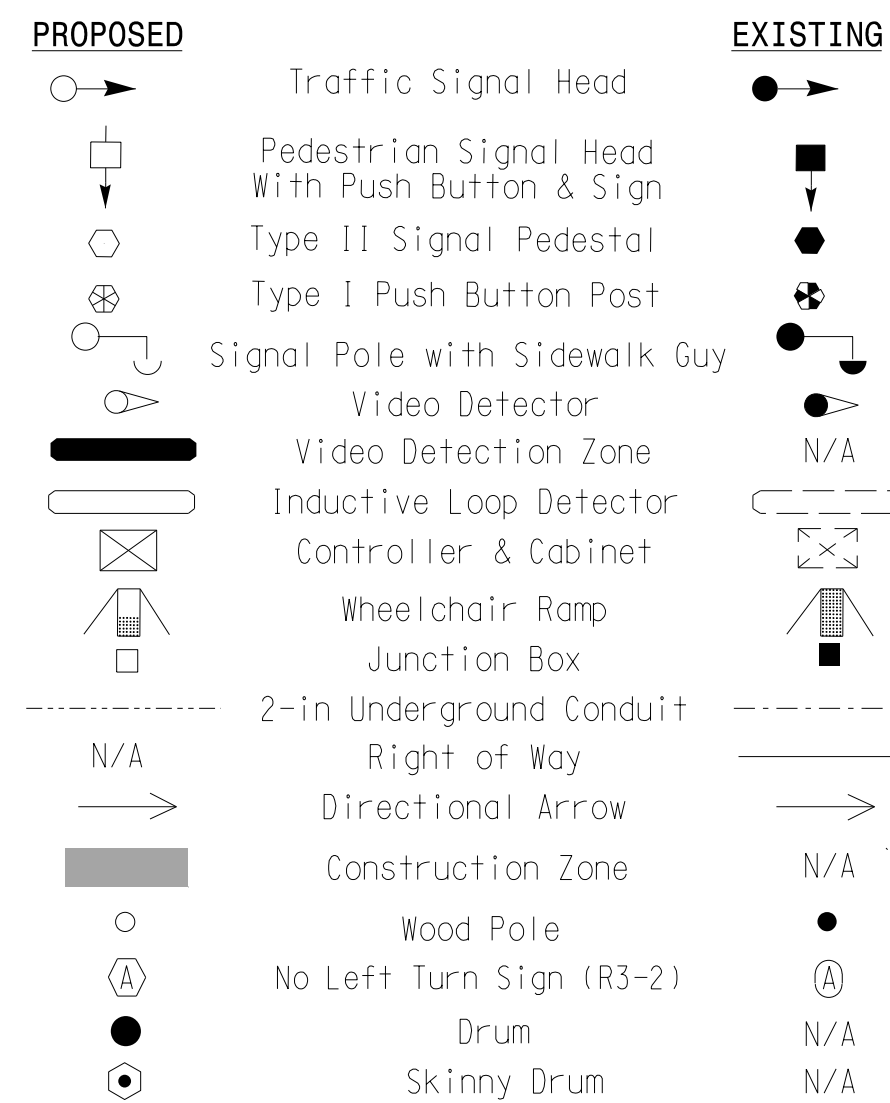 PROPOSED EXISTING
Traffic Signal Head
Pedestrian Signal Head
With Push Button & Sign
Type II Signal Pedestal
Type I Push Button Post
Signal Pole with Sidewalk Guy
Video Detector
Video Detection Zone N/A
Inductive Loop Detector
Controller & Cabinet
Wheelchair Ramp
Junction Box
2-in Underground Conduit
N/A Right of Way
Directional Arrow
Construction Zone N/A
Wood Pole
A No Left Turn Sign (R3-2) A
Drum N/A
Skinny Drum N/A